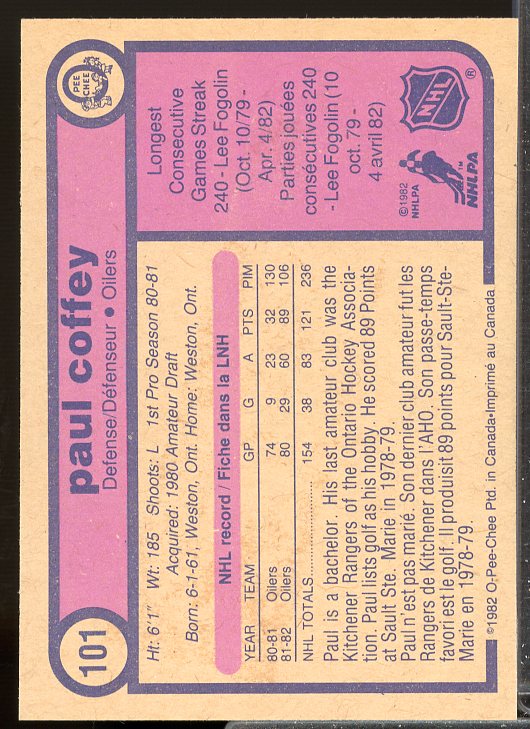 101
paul coffey
Defense/Défenseur • Oilers
O
PEE
CHEE
Ht: 6'1" Wt: 185 Shoots: L 1st Pro Season 80-81
Acquired: 1980 Amateur Draft
Born: 6-1-61, Weston, Ont. Home: Weston, Ont.
NHL record / Fiche dans la LNH
YEAR TEAM GP G A PTS PIM
80-81 Oilers 74 9 23 32 130
81-82 Oilers 80 29 60 89 106
NHL TOTALS 154 38 83 121 236
Paul is a bachelor. His last amateur club was the
Kitchener Rangers of the Ontario Hockey Associa-
tion. Paul lists golf as his hobby. He scored 89 Points
at Sault Ste. Marie in 1978-79.
Paul n'est pas marié. Son dernier club amateur fut les
Rangers de Kitchener dans l'AHO. Son passe-temps
favori est le golf. Il produisit 89 points pour Sault-Ste-
Marie en 1978-79.
Longest
Consecutive
Games Streak
240 - Lee Fogolin
(Oct. 10/79 -
Apr. 4/82)
Parties jouées
consécutives 240
- Lee Fogolin (10
oct. 79 -
4 avril 82)
©1982
NHLPA
NHLPA™
NHL
®
©1982 O-Pee-Chee Ptd. in Canada•Imprimé au Canada